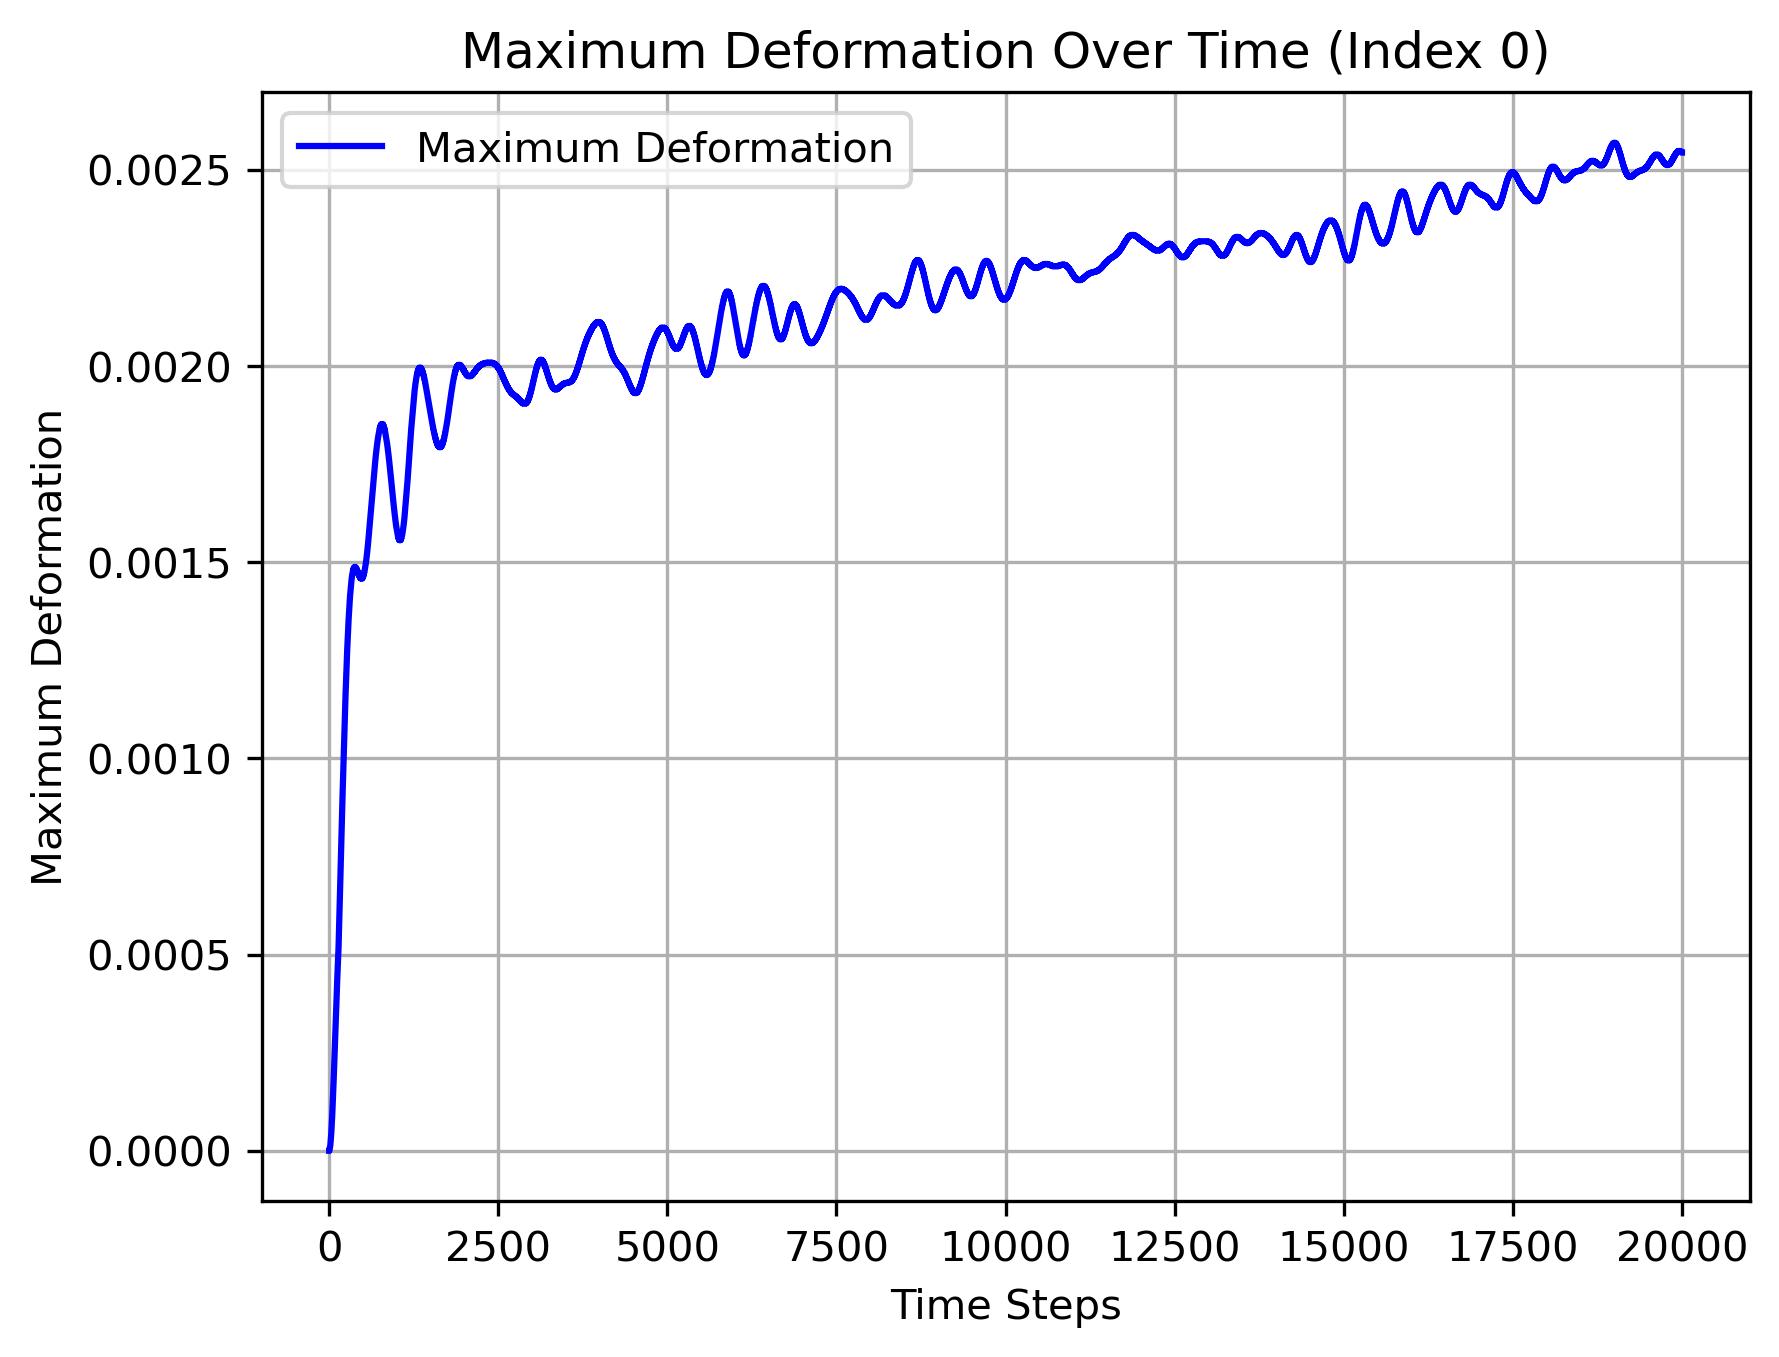 Maximum Deformation Over Time (Index 0)
Maximum Deformation
Maximum Deformation
0.0025
0.0020
0.0015
0.0010
0.0005
0.0000
0 2500 5000 7500 10000 12500 15000 17500 20000
Time Steps